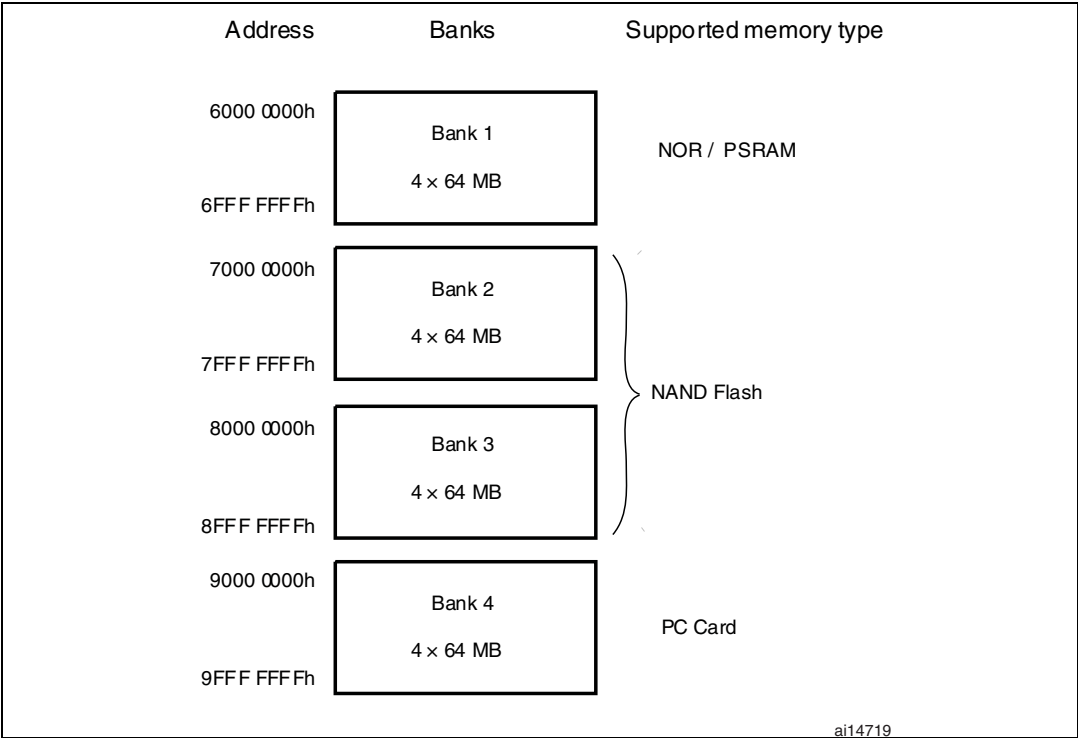 Address Banks Supported memory type
6000 0000h
Bank 1
NOR / PSRAM
4 × 64 MB
6FFF FFFFh
7000 0000h
Bank 2
4 × 64 MB
7FFF FFFFh
NAND Flash
8000 0000h
Bank 3
4 × 64 MB
8FFF FFFFh
9000 0000h
Bank 4
PC Card
4 × 64 MB
9FFF FFFFh
ai14719